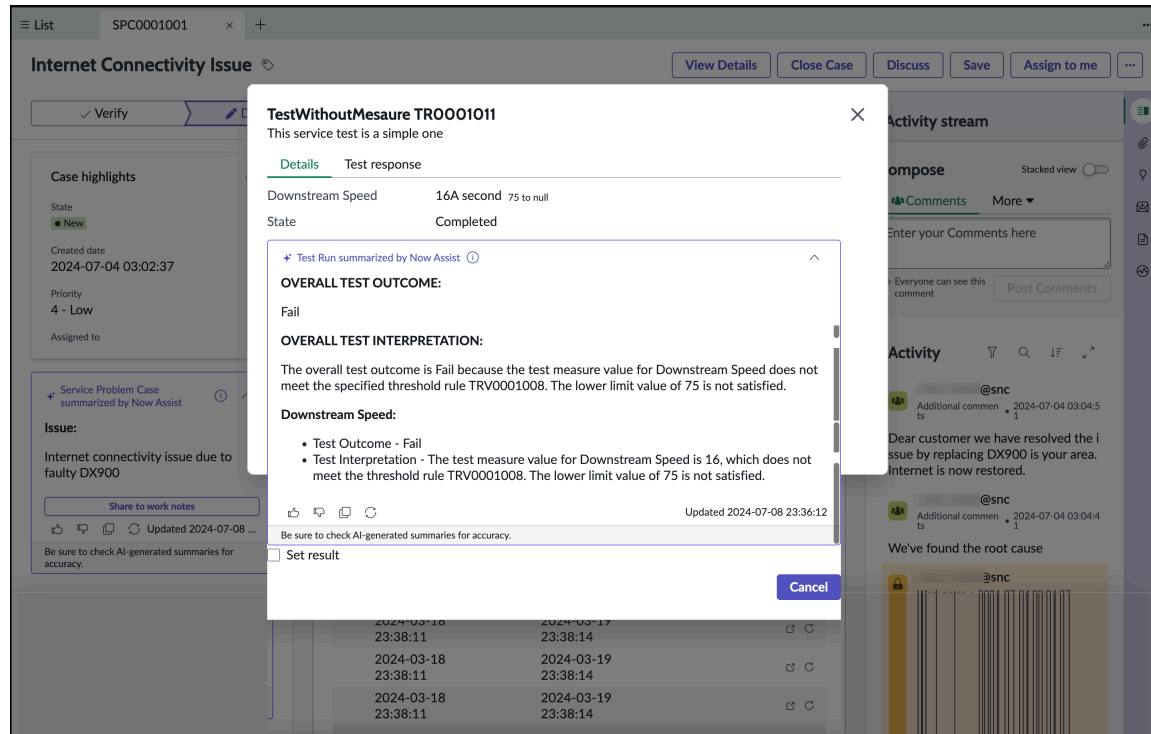 List
SPC0001001
Internet Connectivity Issue
View Details
Close Case
Discuss
Save
Assign to me
Verify
Case highlights
State
New
Created date
2024-07-04 03:02:37
Priority
4 - Low
Assigned to
Service Problem Case
summarized by Now Assist
Issue:
Internet connectivity issue due to
faulty DX900
Share to work notes
Updated 2024-07-08 ...
Be sure to check AI-generated summaries for
accuracy.
TestWithoutMesaure TR0001011
This service test is a simple one
Details
Test response
Downstream Speed
16A second 75 to null
State
Completed
Test Run summarized by Now Assist
OVERALL TEST OUTCOME:
Fail
OVERALL TEST INTERPRETATION:
The overall test outcome is Fail because the test measure value for Downstream Speed does not
meet the specified threshold rule TRV0001008. The lower limit value of 75 is not satisfied.
Downstream Speed:
• Test Outcome - Fail
• Test Interpretation - The test measure value for Downstream Speed is 16, which does not
meet the threshold rule TRV0001008. The lower limit value of 75 is not satisfied.
Updated 2024-07-08 23:36:12
Be sure to check AI-generated summaries for accuracy.
Set result
Cancel
2024-03-18 2024-03-19
23:38:11 23:38:14
2024-03-18 2024-03-19
23:38:11 23:38:14
2024-03-18 2024-03-19
23:38:11 23:38:14
Activity stream
ompose
Stacked view
Comments
More
Enter your Comments here
Everyone can see this
comment
Post Comments
Activity
@snc
Additional commen • 2024-07-04 03:04:5
ts 1
Dear customer we have resolved the i
ssue by replacing DX900 is your area.
Internet is now restored.
@snc
Additional commen • 2024-07-04 03:04:4
ts 1
We've found the root cause
@snc